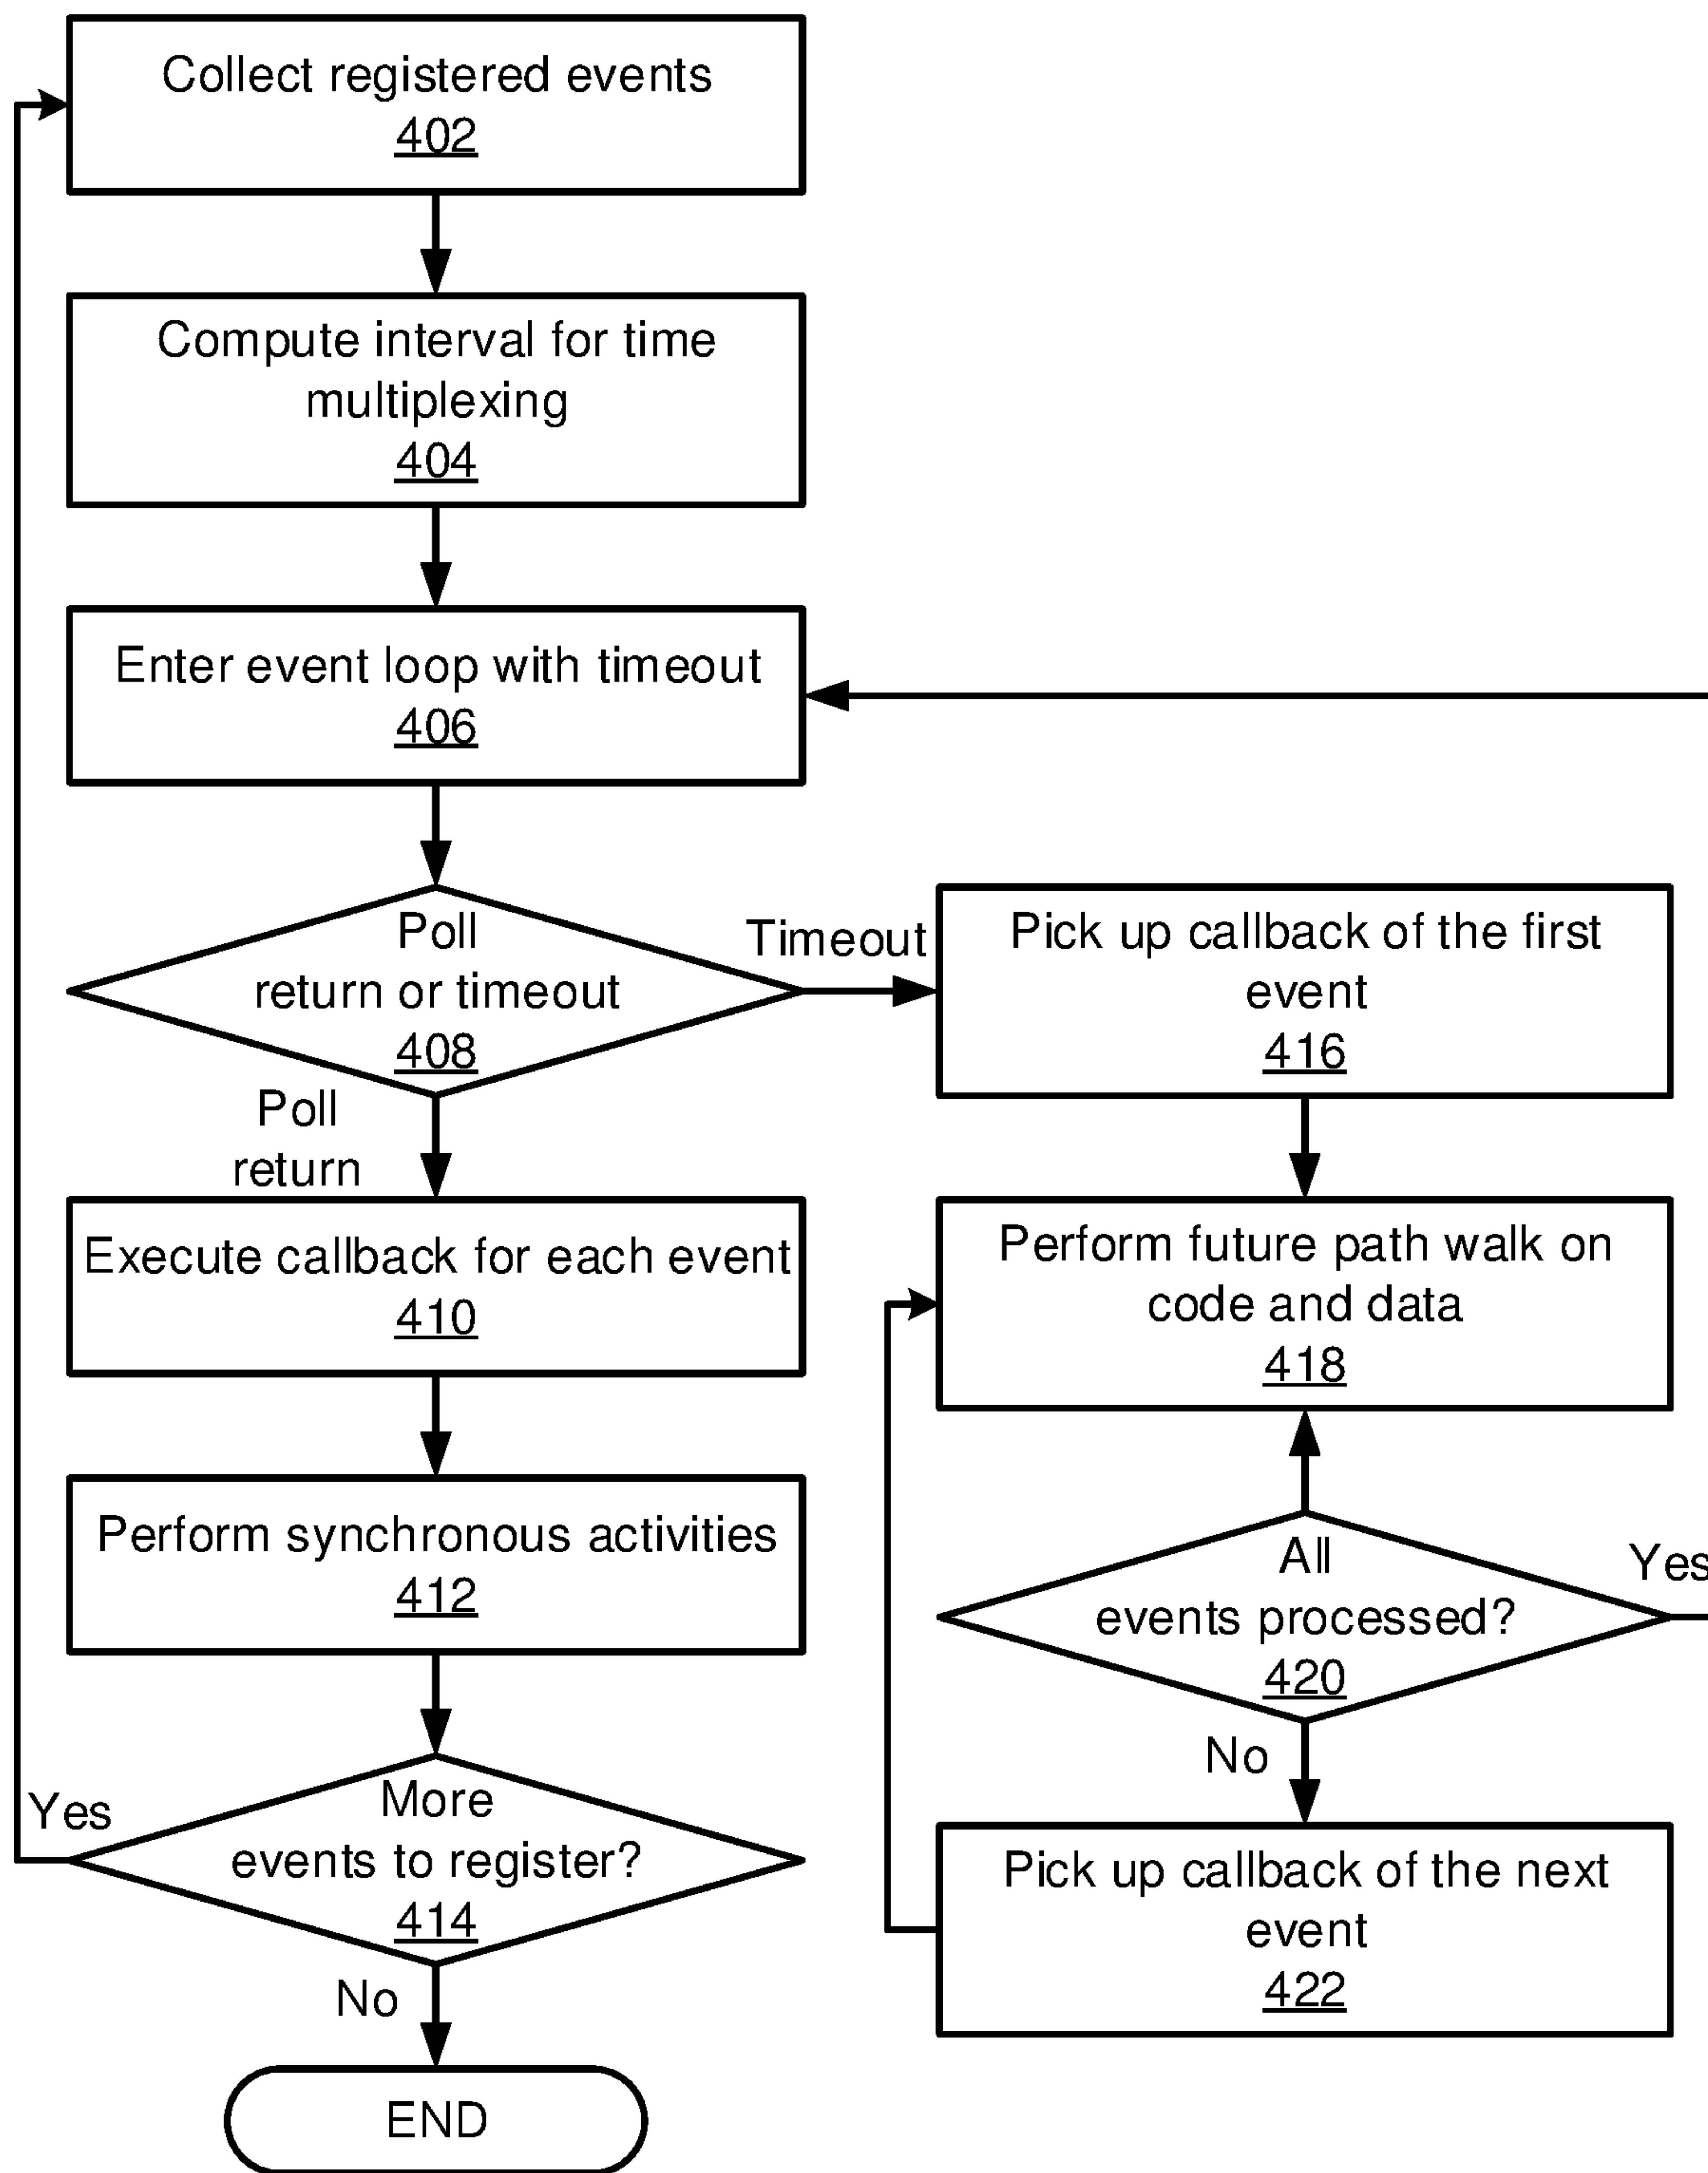 Collect registered events
402
Compute interval for time
multiplexing
404
Enter event loop with timeout
406
Poll
return or timeout
408
Timeout
Poll
return
Execute callback for each event
410
Perform synchronous activities
412
More
events to register?
414
Yes
No
END
Pick up callback of the first
event
416
Perform future path walk on
code and data
418
All
events processed?
420
Yes
No
Pick up callback of the next
event
422